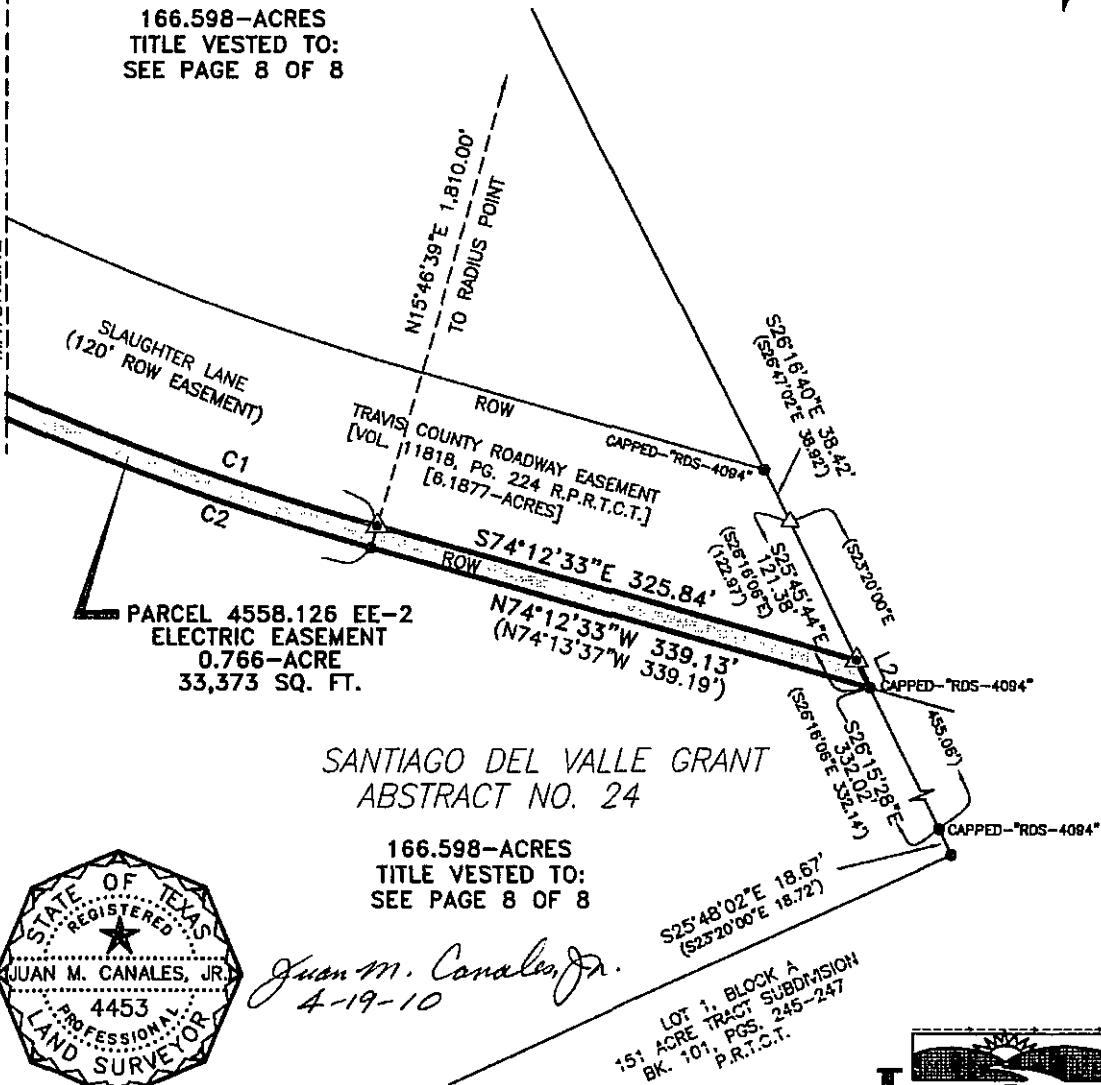 166.598-ACRES
TITLE VESTED TO:
SEE PAGE 8 OF 8
N15°46'39"E 1,810.00'
TO RADIUS POINT
SLAUGHTER LANE
(120' ROW EASEMENT)
ROW
CAPPED-"RDS-4094"
TRAVIS COUNTY ROADWAY EASEMENT
[VOL. 11818, PG. 224 R.P.R.T.C.T.]
[6.1877-ACRES]
S26°16'40"E 38.42'
(S26°47'02"E 38.92')
C1
C2
S74°12'33"E 325.84'
ROW
N74°12'33"W 339.13'
(N74°13'37"W 339.19')
S25°45'44"E
121.38'
(S26°16'06"E)
(122.97')
(S23°20'00"E
L2
CAPPED-"RDS-4094"
PARCEL 4558.126 EE-2
ELECTRIC EASEMENT
0.766-ACRE
33,373 SQ. FT.
455.06')
S26°15'28"E
332.02'
(S26°16'06"E 332.14')
CAPPED-"RDS-4094"
SANTIAGO DEL VALLE GRANT
ABSTRACT NO. 24
166.598-ACRES
TITLE VESTED TO:
SEE PAGE 8 OF 8
S25°48'02"E 18.67'
(S23°20'00"E 18.72')
LOT 1, BLOCK A
151 ACRE TRACT SUBDIVISION
BK. 101, PGS. 245-247
P.R.T.C.T.
STATE OF TEXAS
REGISTERED
JUAN M. CANALES, JR.
4453
PROFESSIONAL
LAND SURVEYOR
Juan M. Canales, Jr.
4-19-10